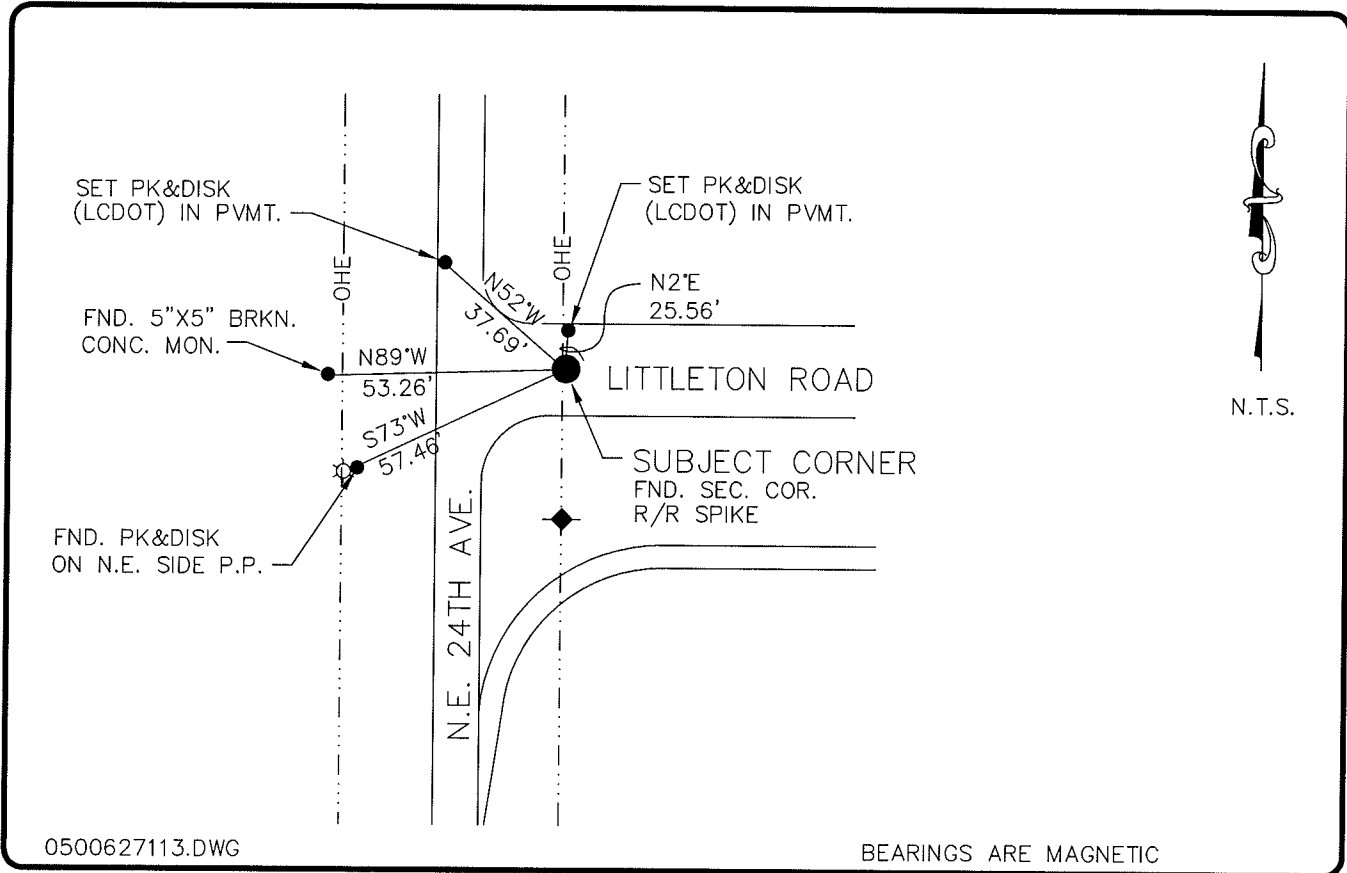 SET PK&DISK
(LCDOT) IN PVMT.
SET PK&DISK
(LCDOT) IN PVMT.
OHE
OHE
N52°W
37.69'
N2°E
25.56'
FND. 5"X5" BRKN.
CONC. MON.
N89°W
53.26'
LITTLETON ROAD
N.T.S.
S73°W
57.46'
SUBJECT CORNER
FND. SEC. COR.
R/R SPIKE
FND. PK&DISK
ON N.E. SIDE P.P.
N.E. 24TH AVE.
0500627113.DWG
BEARINGS ARE MAGNETIC